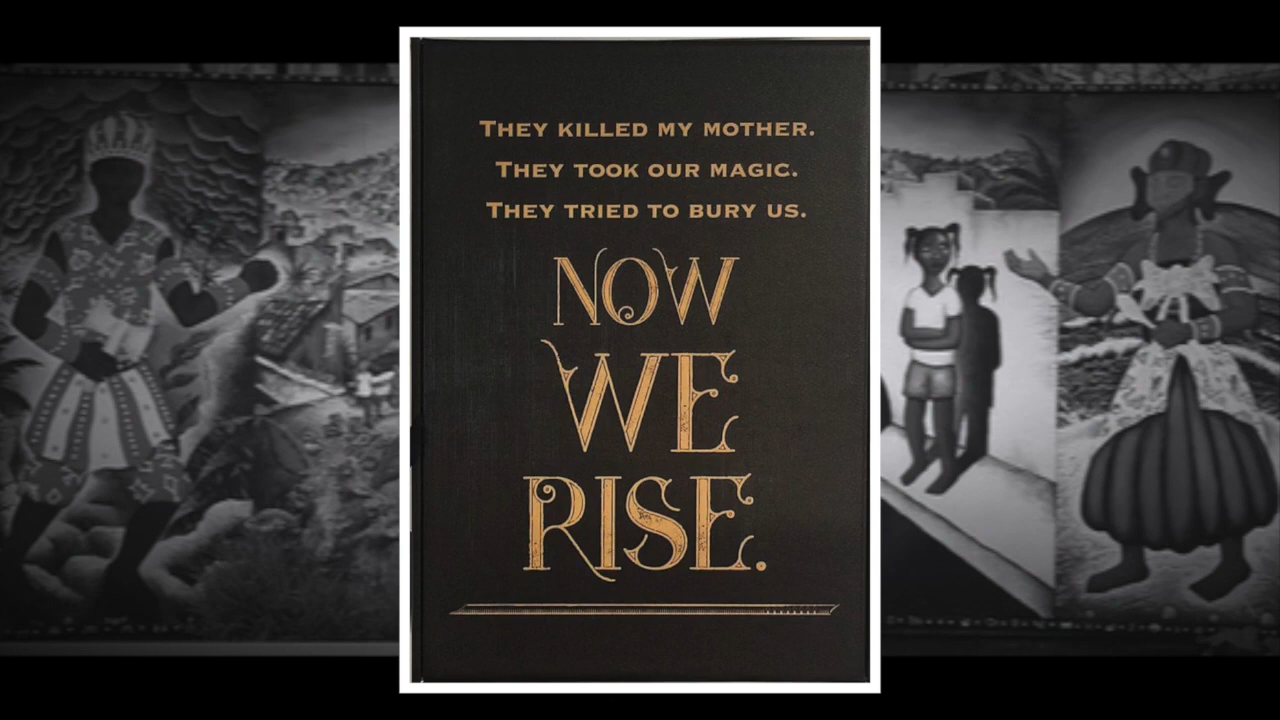 THEY KILLED MY MOTHER.
THEY TOOK OUR MAGIC.
THEY TRIED TO BURY US.
NOW
WE
RISE.